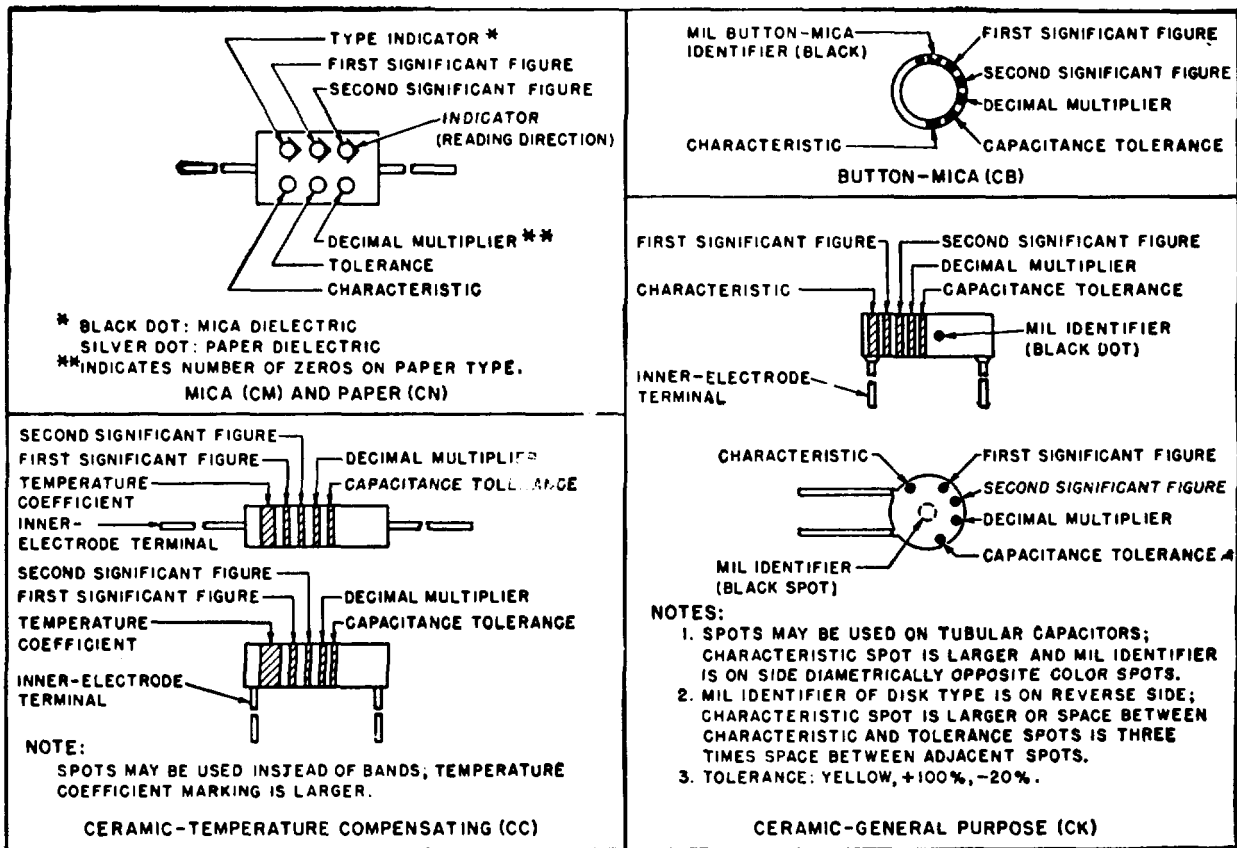 TYPE INDICATOR *
FIRST SIGNIFICANT FIGURE
SECOND SIGNIFICANT FIGURE
INDICATOR
(READING DIRECTION)
DECIMAL MULTIPLIER **
TOLERANCE
CHARACTERISTIC
* BLACK DOT: MICA DIELECTRIC
SILVER DOT: PAPER DIELECTRIC
** INDICATES NUMBER OF ZEROS ON PAPER TYPE.
MICA (CM) AND PAPER (CN)
MIL BUTTON-MICA
IDENTIFIER (BLACK)
FIRST SIGNIFICANT FIGURE
SECOND SIGNIFICANT FIGURE
DECIMAL MULTIPLIER
CHARACTERISTIC
CAPACITANCE TOLERANCE
BUTTON-MICA (CB)
SECOND SIGNIFICANT FIGURE
FIRST SIGNIFICANT FIGURE
DECIMAL MULTIPLIER
TEMPERATURE
COEFFICIENT
CAPACITANCE TOLERANCE
INNER-
ELECTRODE TERMINAL
SECOND SIGNIFICANT FIGURE
FIRST SIGNIFICANT FIGURE
DECIMAL MULTIPLIER
TEMPERATURE
COEFFICIENT
CAPACITANCE TOLERANCE
INNER-ELECTRODE
TERMINAL
NOTE:
SPOTS MAY BE USED INSTEAD OF BANDS; TEMPERATURE
COEFFICIENT MARKING IS LARGER.
CERAMIC-TEMPERATURE COMPENSATING (CC)
FIRST SIGNIFICANT FIGURE
SECOND SIGNIFICANT FIGURE
DECIMAL MULTIPLIER
CHARACTERISTIC
CAPACITANCE TOLERANCE
MIL IDENTIFIER
(BLACK DOT)
INNER-ELECTRODE
TERMINAL
CHARACTERISTIC
FIRST SIGNIFICANT FIGURE
SECOND SIGNIFICANT FIGURE
DECIMAL MULTIPLIER
CAPACITANCE TOLERANCE
MIL IDENTIFIER
(BLACK SPOT)
NOTES:
1. SPOTS MAY BE USED ON TUBULAR CAPACITORS;
CHARACTERISTIC SPOT IS LARGER AND MIL IDENTIFIER
IS ON SIDE DIAMETRICALLY OPPOSITE COLOR SPOTS.
2. MIL IDENTIFIER OF DISK TYPE IS ON REVERSE SIDE;
CHARACTERISTIC SPOT IS LARGER OR SPACE BETWEEN
CHARACTERISTIC AND TOLERANCE SPOTS IS THREE
TIMES SPACE BETWEEN ADJACENT SPOTS.
3. TOLERANCE: YELLOW, +100%, -20%.
CERAMIC-GENERAL PURPOSE (CK)